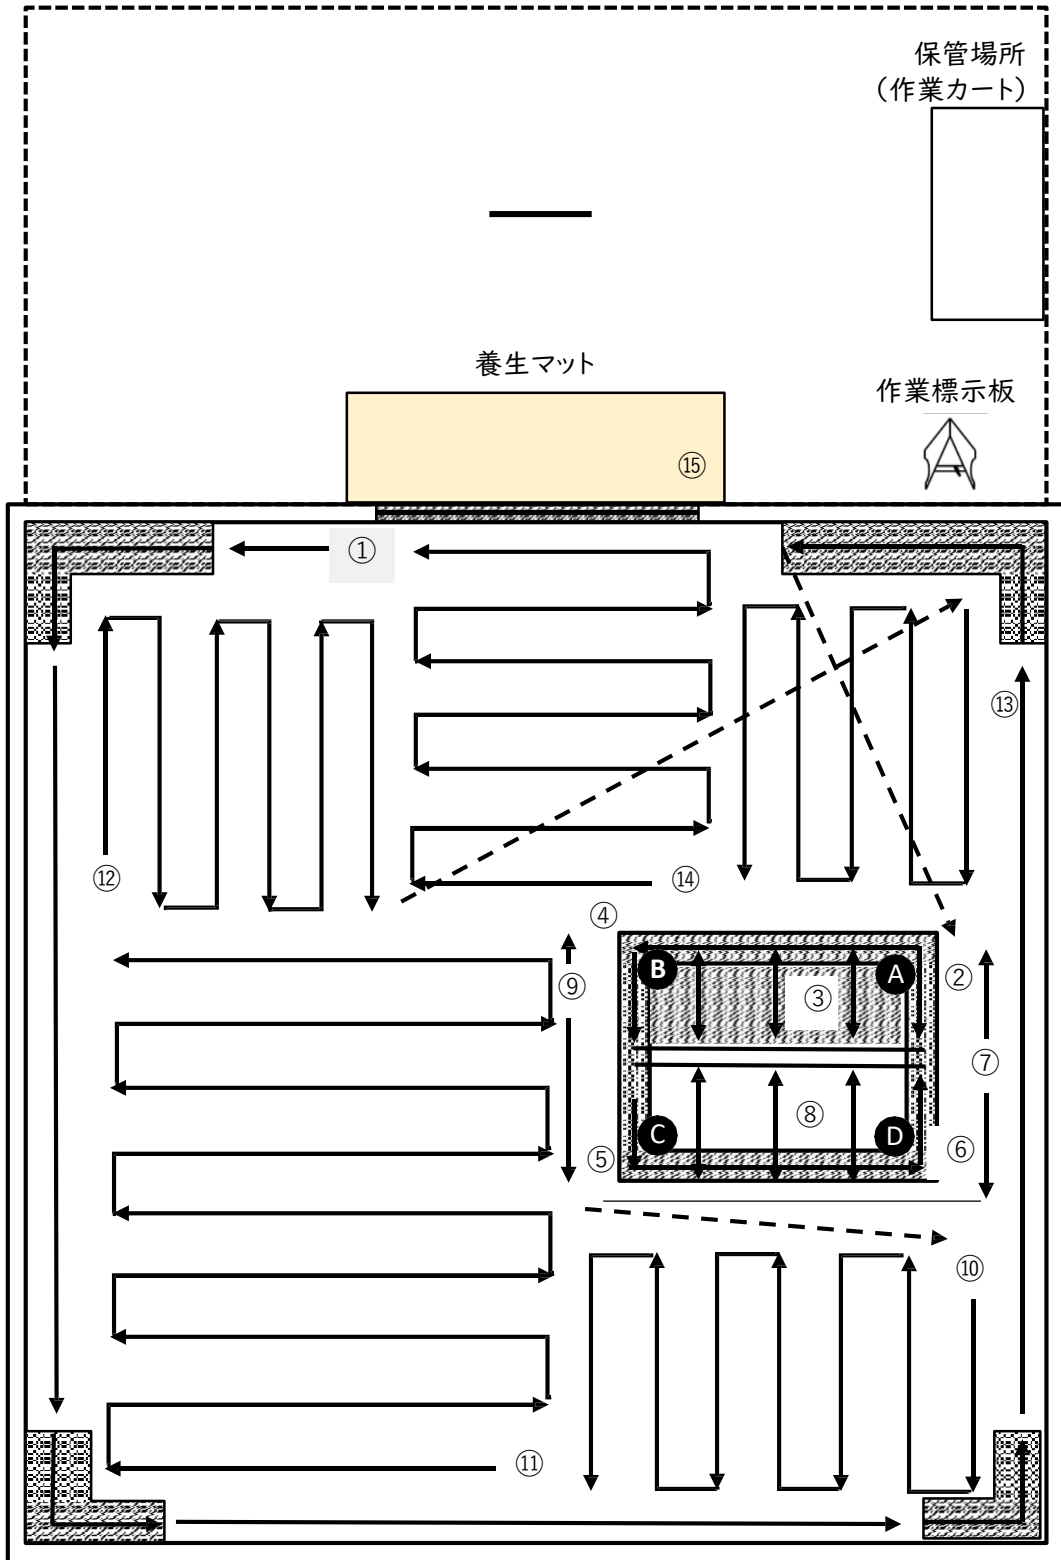 保管場所
（作業カート）
養生マット
作業標示板
⑮
①
⑬
⑫
⑭
④
B
A
②
⑨
③
⑦
⑧
C
D
⑤
⑥
⑩
⑪